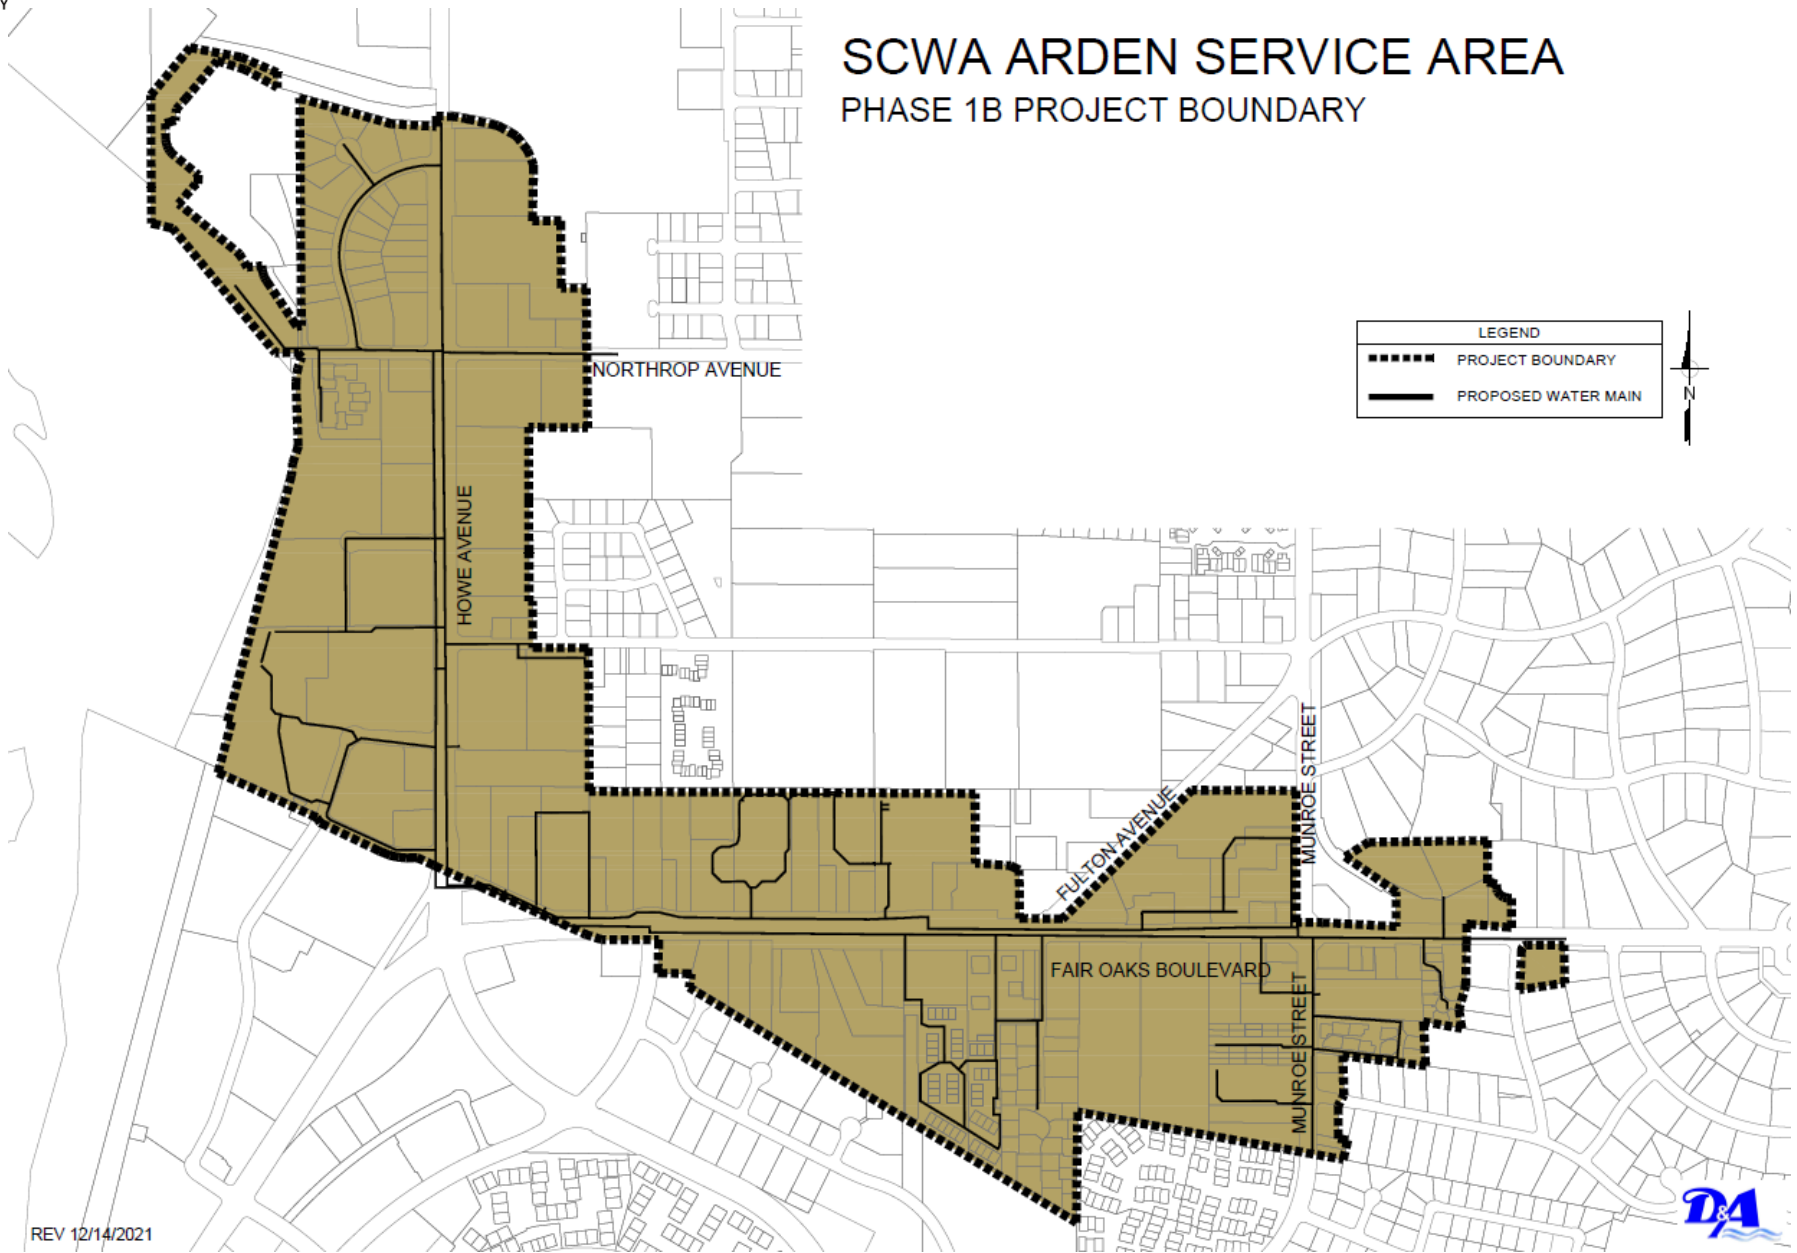 Y
SCWA ARDEN SERVICE AREA
PHASE 1B PROJECT BOUNDARY
LEGEND
PROJECT BOUNDARY
PROPOSED WATER MAIN
N
NORTHROP AVENUE
HOWE AVENUE
MUNROE STREET
FULTON AVENUE
FAIR OAKS BOULEVARD
MUNROE STREET
D&A
REV 12/14/2021